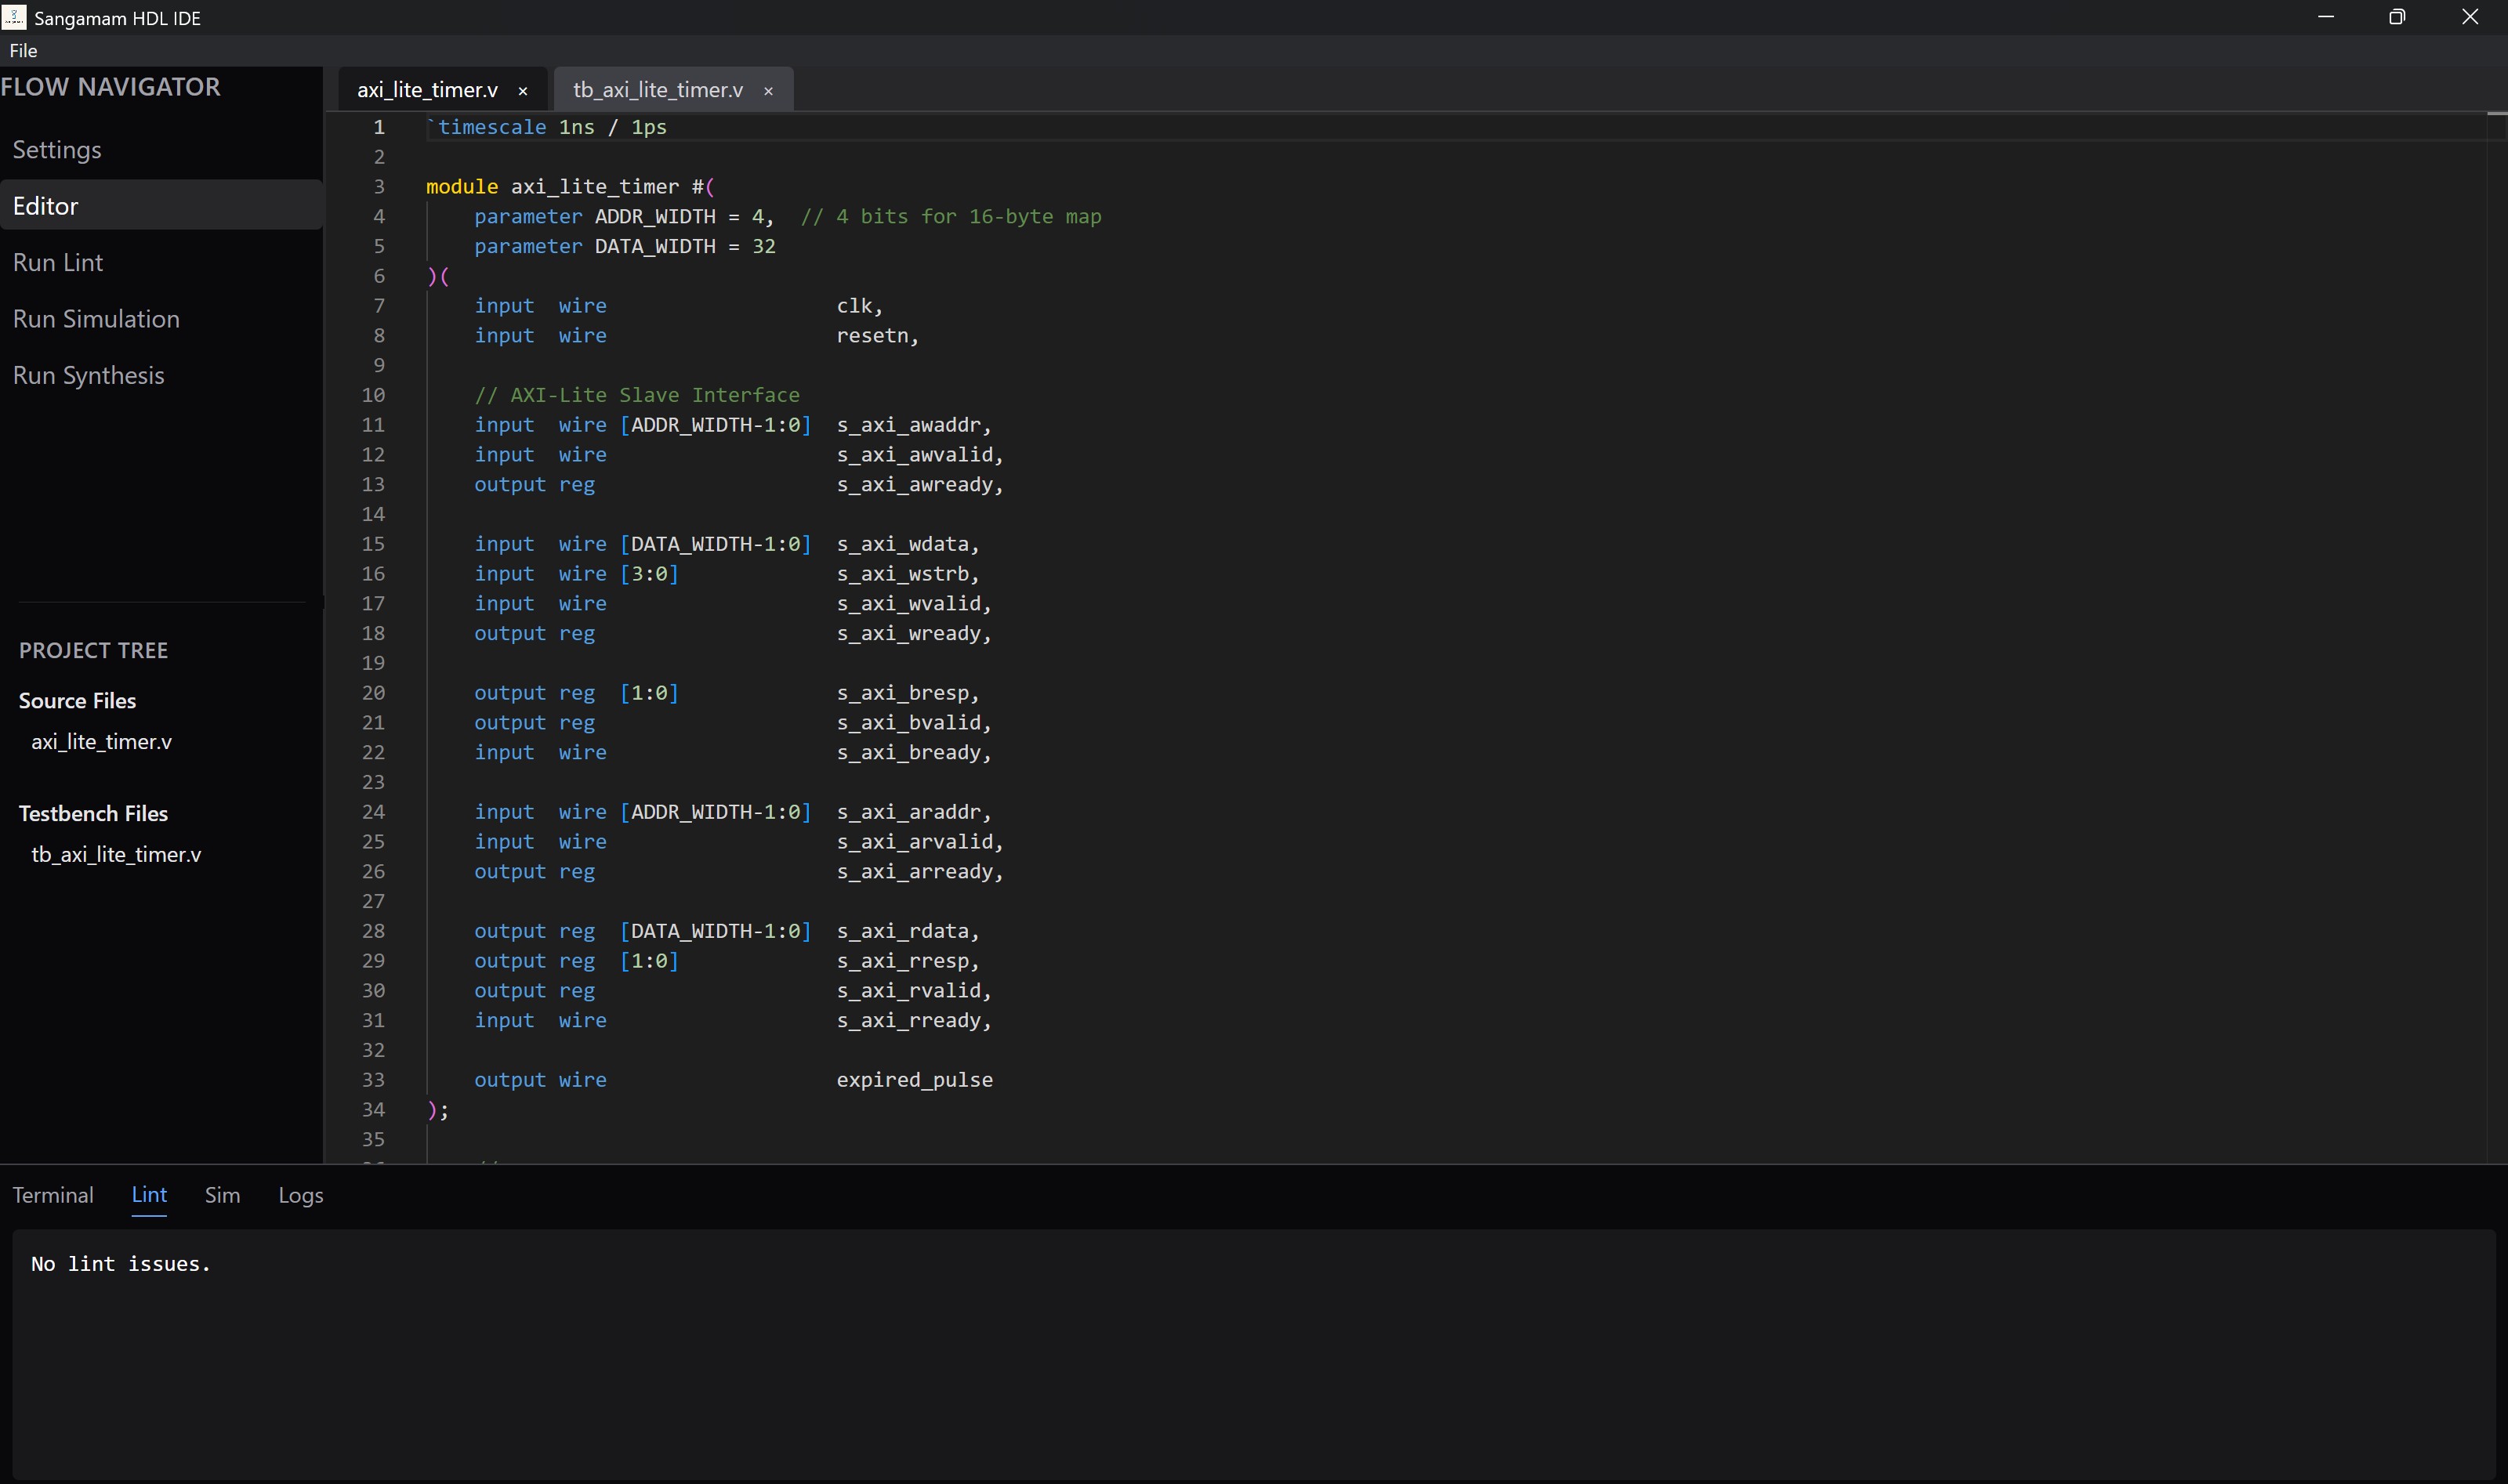 Sangamam HDL IDE
File
FLOW NAVIGATOR
Settings
Editor
Run Lint
Run Simulation
Run Synthesis
PROJECT TREE
Source Files
axi_lite_timer.v
Testbench Files
tb_axi_lite_timer.v
axi_lite_timer.v × tb_axi_lite_timer.v ×
1 `timescale 1ns / 1ps
2
3 module axi_lite_timer #(
4 parameter ADDR_WIDTH = 4, // 4 bits for 16-byte map
5 parameter DATA_WIDTH = 32
6 )(
7 input wire clk,
8 input wire resetn,
9
10 // AXI-Lite Slave Interface
11 input wire [ADDR_WIDTH-1:0] s_axi_awaddr,
12 input wire s_axi_awvalid,
13 output reg s_axi_awready,
14
15 input wire [DATA_WIDTH-1:0] s_axi_wdata,
16 input wire [3:0] s_axi_wstrb,
17 input wire s_axi_wvalid,
18 output reg s_axi_wready,
19
20 output reg [1:0] s_axi_bresp,
21 output reg s_axi_bvalid,
22 input wire s_axi_bready,
23
24 input wire [ADDR_WIDTH-1:0] s_axi_araddr,
25 input wire s_axi_arvalid,
26 output reg s_axi_arready,
27
28 output reg [DATA_WIDTH-1:0] s_axi_rdata,
29 output reg [1:0] s_axi_rresp,
30 output reg s_axi_rvalid,
31 input wire s_axi_rready,
32
33 output wire expired_pulse
34 );
35
Terminal Lint Sim Logs
No lint issues.